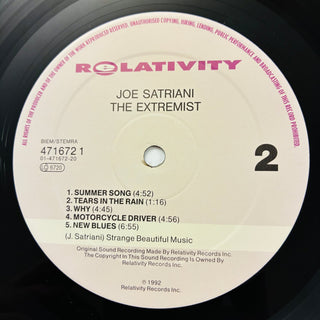 ALL RIGHTS OF THE PRODUCER AND OF THE OWNER OF THE WORK REPRODUCED RESERVED. UNAUTHORISED COPYING, HIRING, LENDING, PUBLIC PERFORMANCE AND BROADCASTING OF THIS RECORD PROHIBITED.
RELATIVITY
JOE SATRIANI
THE EXTREMIST
BIEM/STEMRA
471672 1
01-471672-20
LC 6720
2
1. SUMMER SONG (4:52)
2. TEARS IN THE RAIN (1:16)
3. WHY (4:45)
4. MOTORCYCLE DRIVER (4:56)
5. NEW BLUES (6:55)
(J. Satriani) Strange Beautiful Music
Original Sound Recording Made By Relativity Records Inc.
The Copyright In This Sound Recording Is Owned By
Relativity Records Inc.
℗ 1992
Relativity Records Inc.